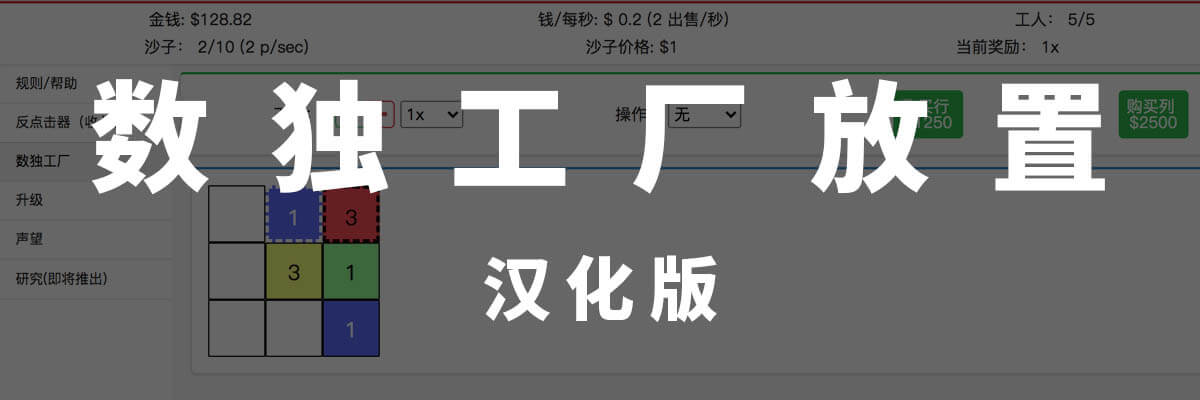 金钱: $128.82 钱/每秒: $ 0.2 (2 出售/秒) 工人： 5/5
沙子： 2/10 (2 p/sec) 沙子价格: $1 当前奖励： 1x
规则/帮助
反点击器（收
数独工厂
升级
声望
研究(即将推出)
数独工厂放置
汉化版
1x
操作
无
买行
1250
购买列
$2500
1 3
3 1
1